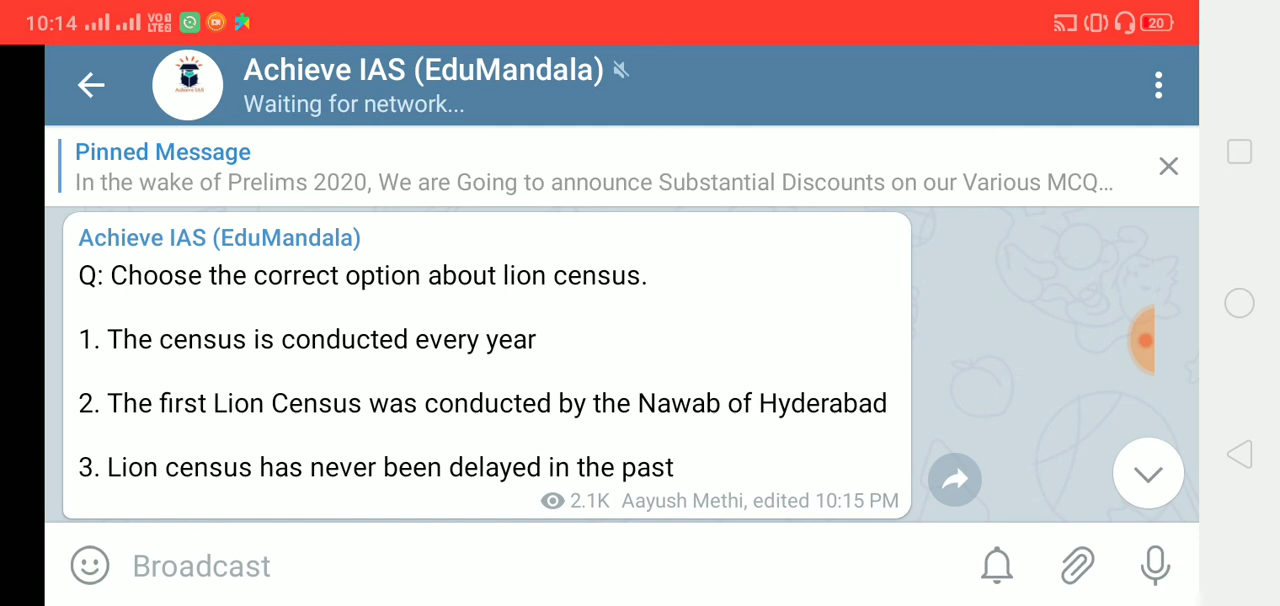 10:14 VO LTE 20
Achieve IAS (EduMandala)
Waiting for network...
Pinned Message
In the wake of Prelims 2020, We are Going to announce Substantial Discounts on our Various MCQ...
Achieve IAS (EduMandala)
Q: Choose the correct option about lion census.
1. The census is conducted every year
2. The first Lion Census was conducted by the Nawab of Hyderabad
3. Lion census has never been delayed in the past
2.1K Aayush Methi, edited 10:15 PM
Broadcast